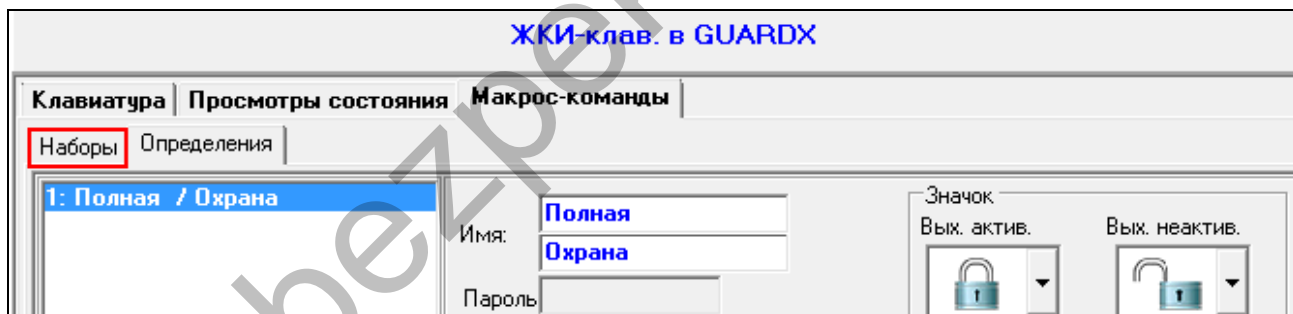 ЖКИ-клав. в GUARDX
Клавиатура Просмотры состояния Макрос-команды
Наборы Определения
1: Полная / Охрана
Имя:
Полная
Охрана
Пароль
Значок
Вых. актив. Вых. неактив.
bezpe